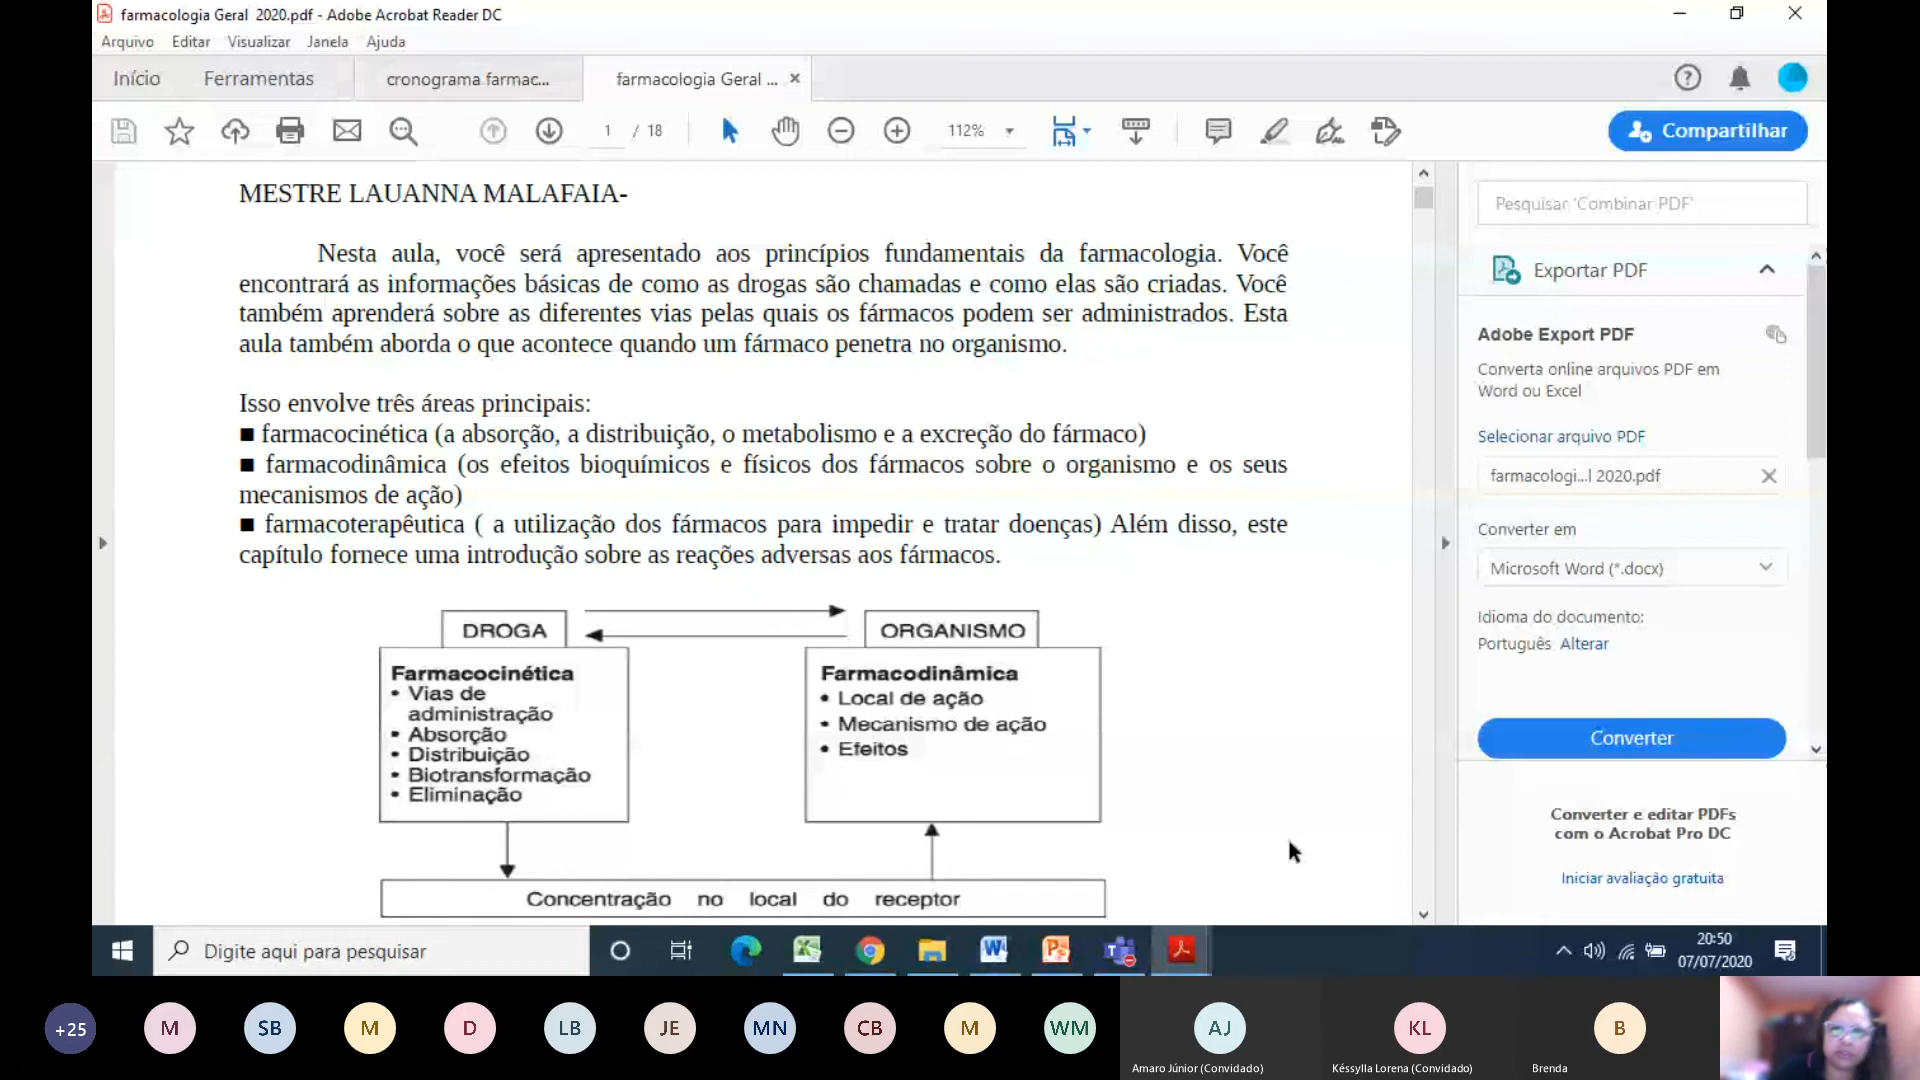 farmacologia Geral 2020.pdf - Adobe Acrobat Reader DC
Arquivo Editar Visualizar Janela Ajuda
Início Ferramentas cronograma farmac... farmacologia Geral ... ×
1 / 18 112% Compartilhar
MESTRE LAUANNA MALAFAIA-
Nesta aula, você será apresentado aos princípios fundamentais da farmacologia. Você
encontrará as informações básicas de como as drogas são chamadas e como elas são criadas. Você
também aprenderá sobre as diferentes vias pelas quais os fármacos podem ser administrados. Esta
aula também aborda o que acontece quando um fármaco penetra no organismo.
Isso envolve três áreas principais:
■ farmacocinética (a absorção, a distribuição, o metabolismo e a excreção do fármaco)
■ farmacodinâmica (os efeitos bioquímicos e físicos dos fármacos sobre o organismo e os seus
mecanismos de ação)
■ farmacoterapêutica ( a utilização dos fármacos para impedir e tratar doenças) Além disso, este
capítulo fornece uma introdução sobre as reações adversas aos fármacos.
DROGA
Farmacocinética
• Vias de
administração
• Absorção
• Distribuição
• Biotransformação
• Eliminação
ORGANISMO
Farmacodinâmica
• Local de ação
• Mecanismo de ação
• Efeitos
Concentração no local do receptor
Pesquisar 'Combinar PDF'
Exportar PDF
Adobe Export PDF
Converta online arquivos PDF em
Word ou Excel
Selecionar arquivo PDF
farmacologi...l 2020.pdf
Converter em
Microsoft Word (*.docx)
Idioma do documento:
Português Alterar
Converter
Converter e editar PDFs
com o Acrobat Pro DC
Iniciar avaliação gratuita
Digite aqui para pesquisar
20:50
07/07/2020
+25 M SB M D LB JE MN CB M WM AJ KL B
Amaro Júnior (Convidado) Késsylla Lorena (Convidado) Brenda